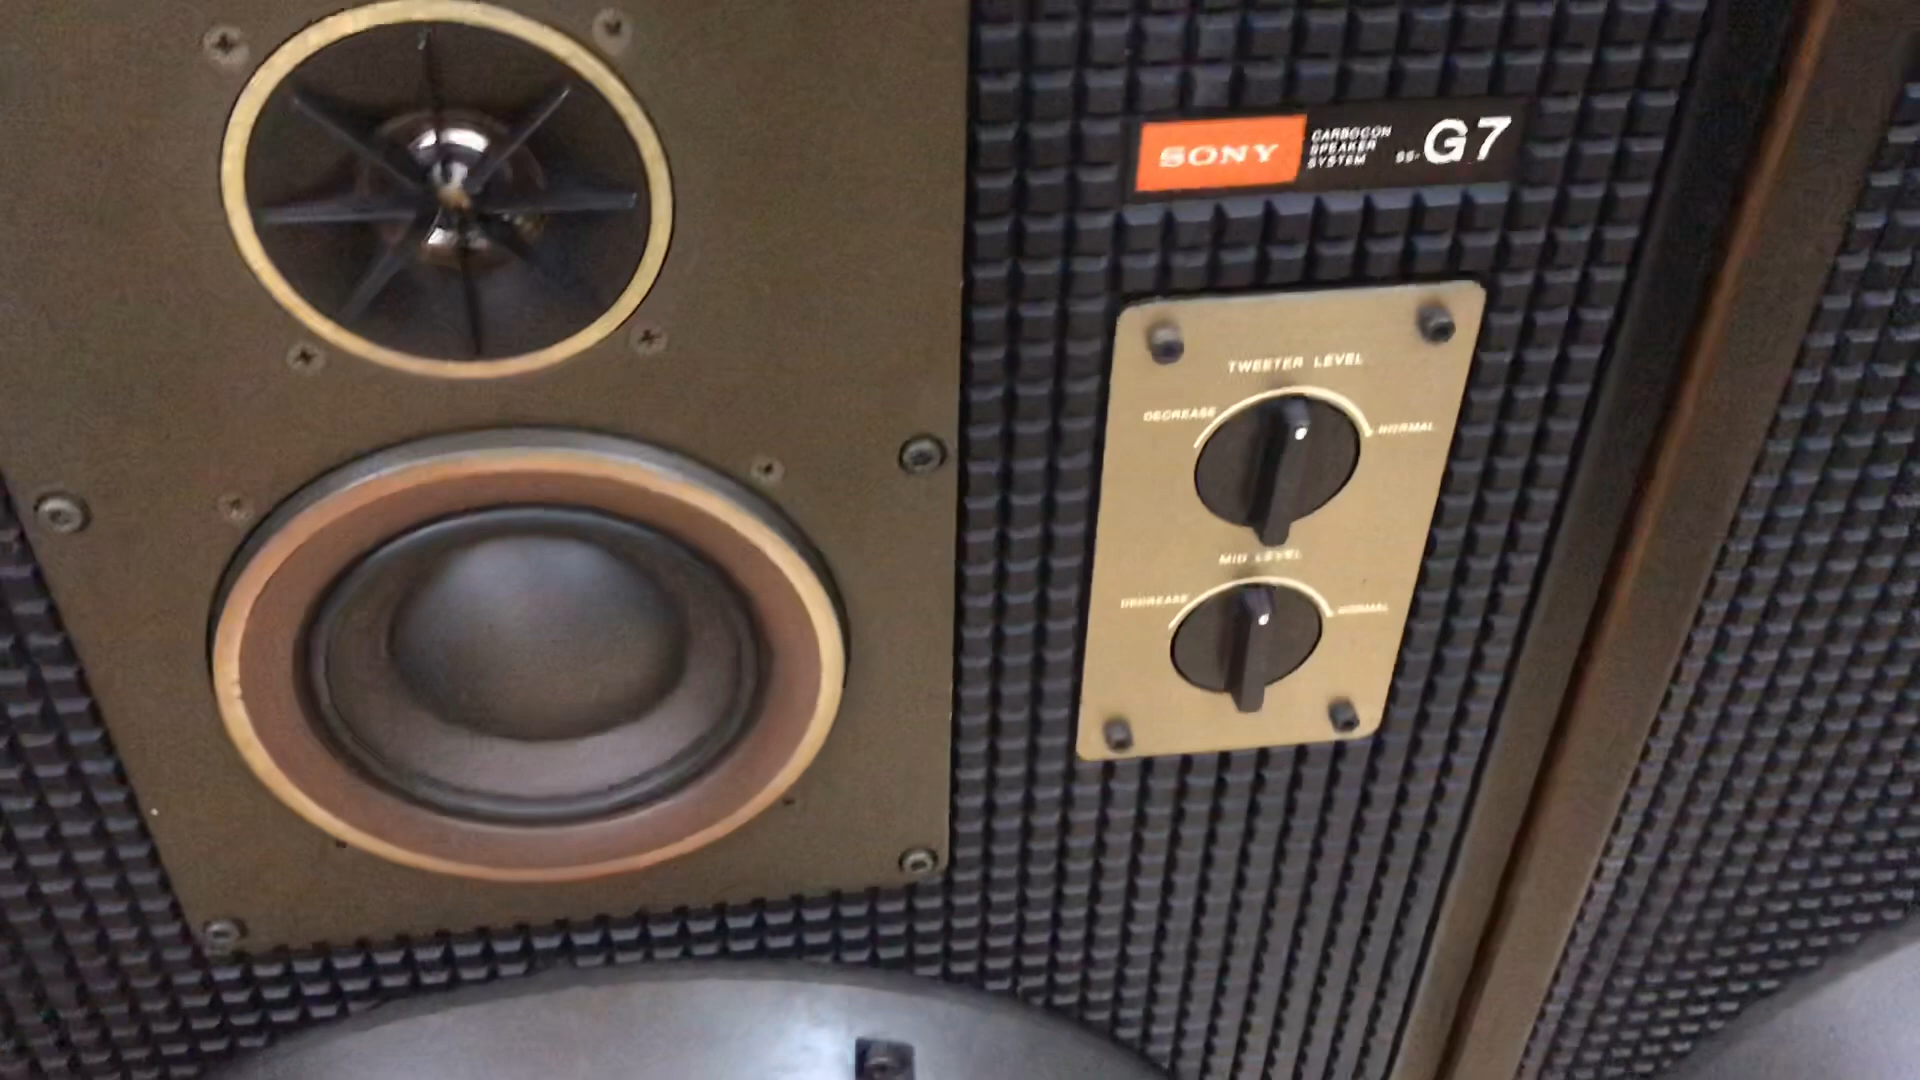 SONY
CARBOCON
SPEAKER
SYSTEM
SS-G7
TWEETER LEVEL
DECREASE
NORMAL
MID LEVEL
DECREASE
NORMAL